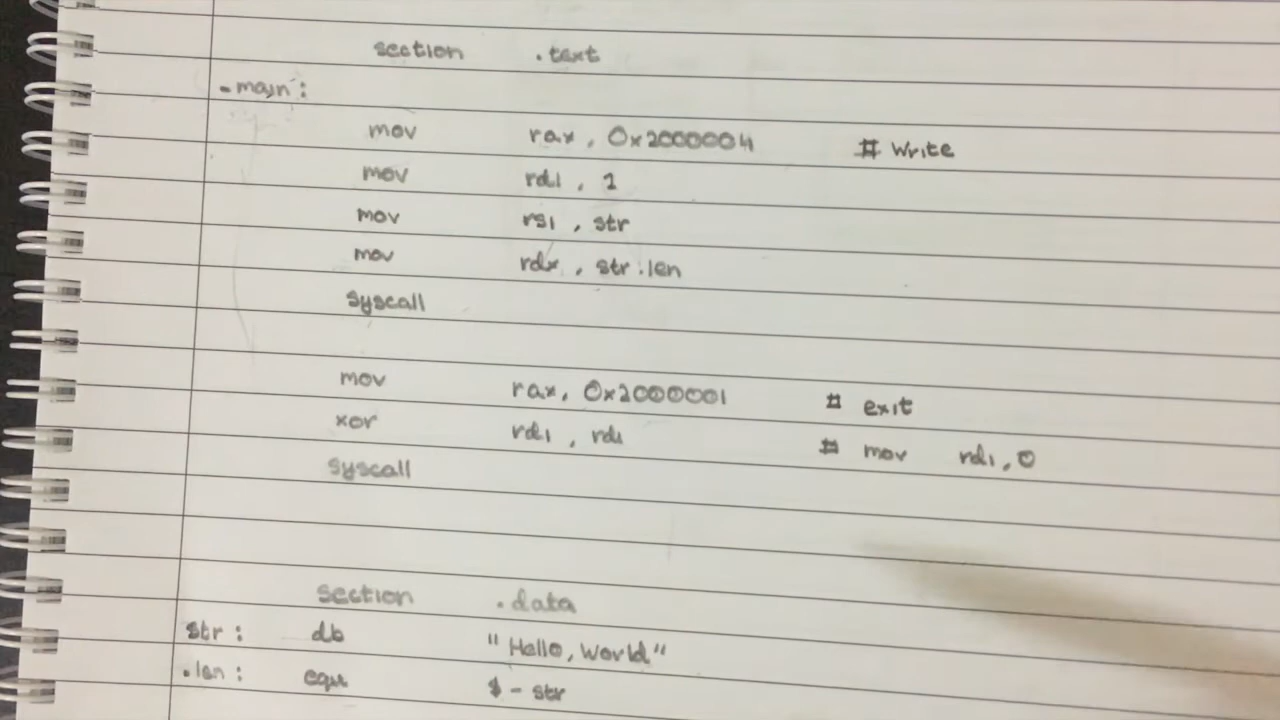 section .text
_main:
mov rax, 0x2000004 # write
mov rdi, 1
mov rsi, str
mov rdx, str.len
syscall
mov rax, 0x2000001 # exit
xor rdi, rdi # mov rdi, 0
syscall
section .data
str: db "Hello, World"
.len: equ $ - str